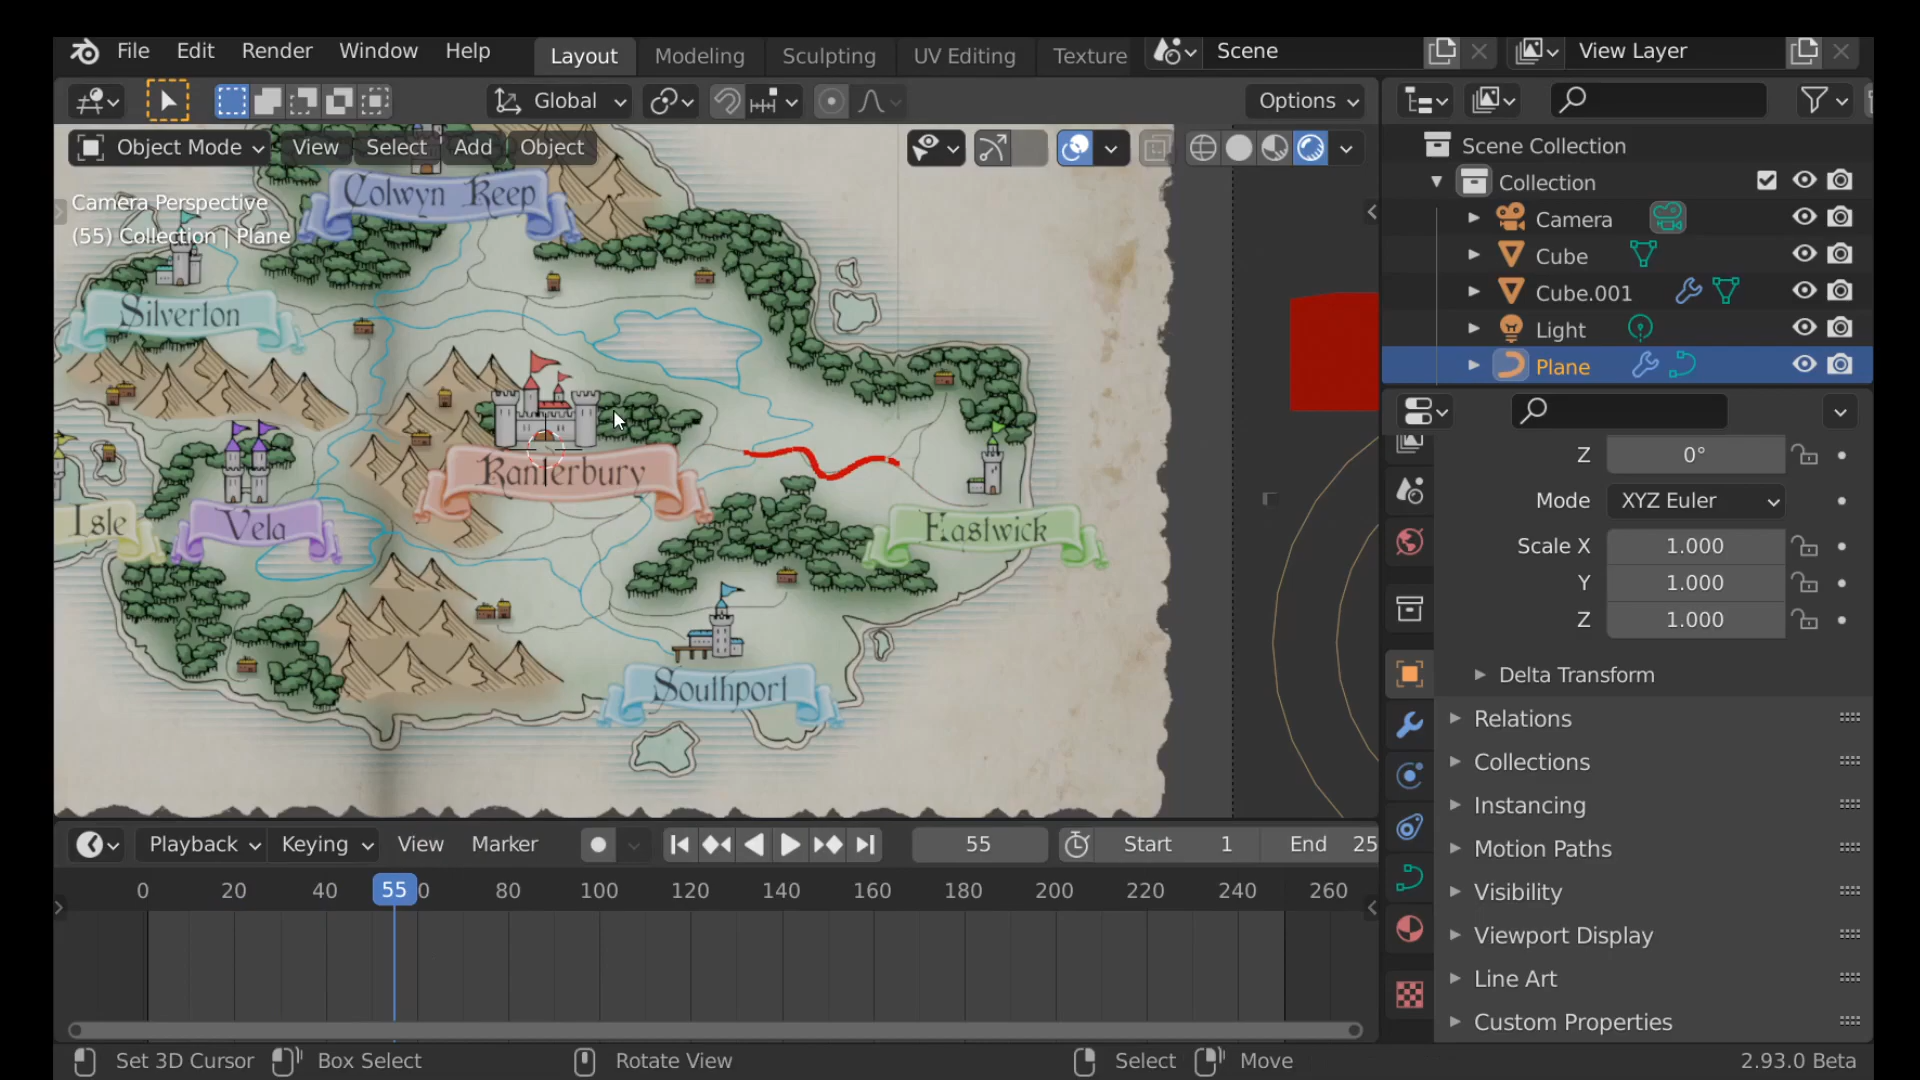 File Edit Render Window Help Layout Modeling Sculpting UV Editing Texture Scene View Layer
Global Options
Object Mode View Select Add Object
Camera Perspective
(55) Collection | Plane
Colwyn Keep
Silverton
Ranterbury
Isle
Vela
Eastwick
Southport
Scene Collection
Collection
Camera
Cube
Cube.001
Light
Plane
Z 0°
Mode XYZ Euler
Scale X 1.000
Y 1.000
Z 1.000
Delta Transform
Relations
Collections
Instancing
Motion Paths
Visibility
Viewport Display
Line Art
Custom Properties
Playback Keying View Marker 55 Start 1 End 25
0 20 40 55 0 80 100 120 140 160 180 200 220 240 260
Set 3D Cursor Box Select Rotate View Select Move 2.93.0 Beta